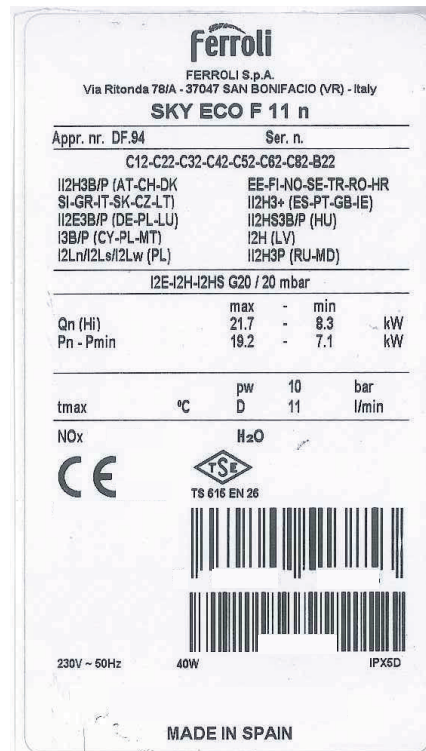 Ferroli
FERROLI S.p.A.
Via Ritonda 78/A - 37047 SAN BONIFACIO (VR) - Italy
SKY ECO F 11 n
Appr. nr. DF.94 Ser. n.
C12-C22-C32-C42-C52-C62-C82-B22
II2H3B/P (AT-CH-DK EE-FI-NO-SE-TR-RO-HR
SI-GR-IT-SK-CZ-LT) II2H3+ (ES-PT-GB-IE)
II2E3B/P (DE-PL-LU) II2HS3B/P (HU)
I3B/P (CY-PL-MT) I2H (LV)
I2Ln/I2Ls/I2Lw (PL) II2H3P (RU-MD)
I2E-I2H-I2HS G20 / 20 mbar
max - min
Qn (Hi) 21.7 - 8.3 kW
Pn - Pmin 19.2 - 7.1 kW
pw 10 bar
tmax ºC D 11 l/min
NOx H₂O
CE
TSE
TS 615 EN 26
230V ~ 50Hz 40W IPX5D
MADE IN SPAIN